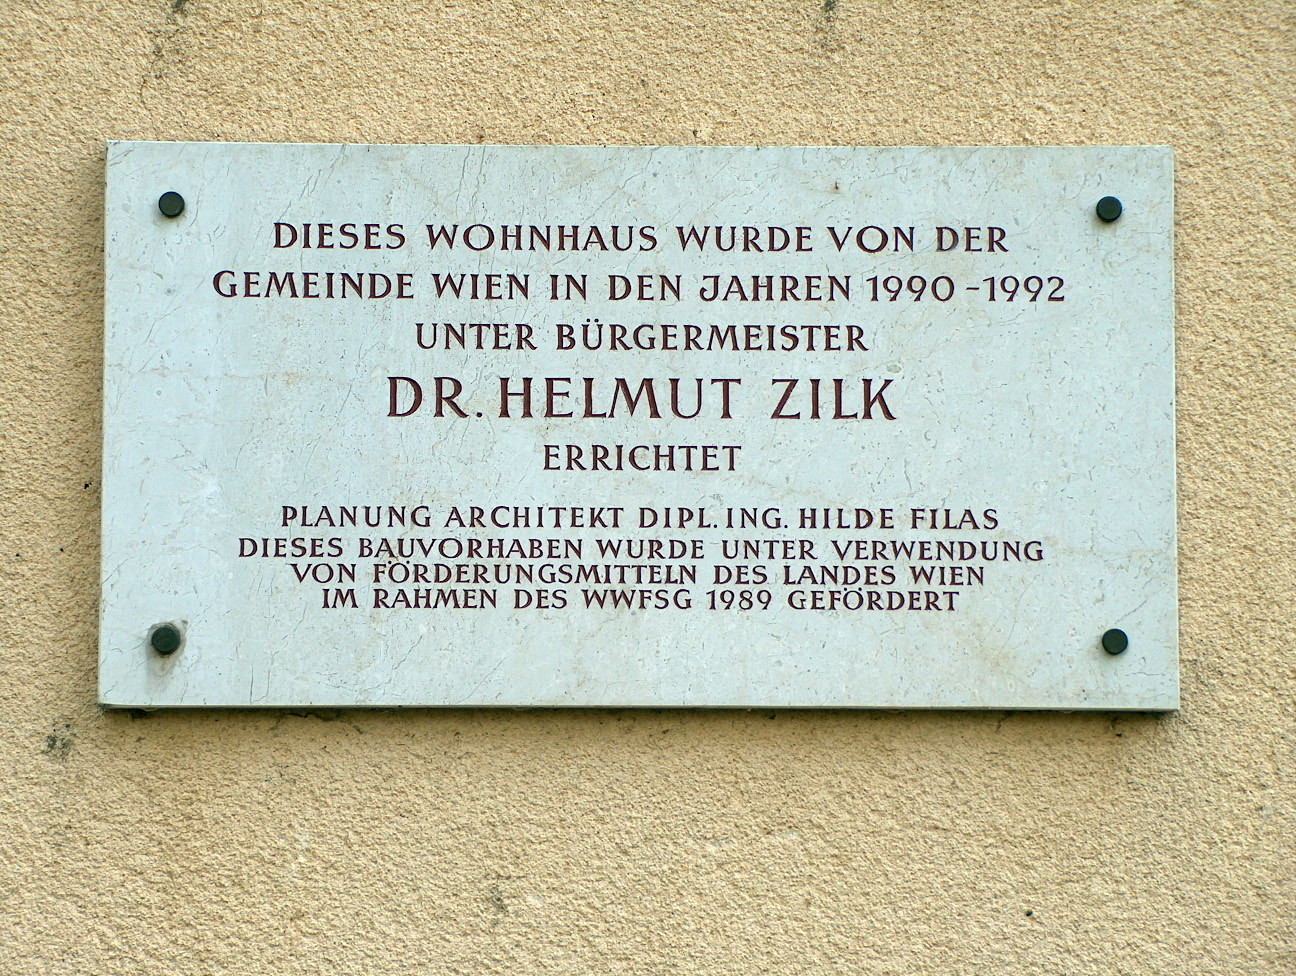 DIESES WOHNHAUS WURDE VON DER
GEMEINDE WIEN IN DEN JAHREN 1990-1992
UNTER BÜRGERMEISTER
DR. HELMUT ZILK
ERRICHTET
PLANUNG ARCHITEKT DIPL. ING. HILDE FILAS
DIESES BAUVORHABEN WURDE UNTER VERWENDUNG
VON FÖRDERUNGSMITTELN DES LANDES WIEN
IM RAHMEN DES WWFSG 1989 GEFÖRDERT